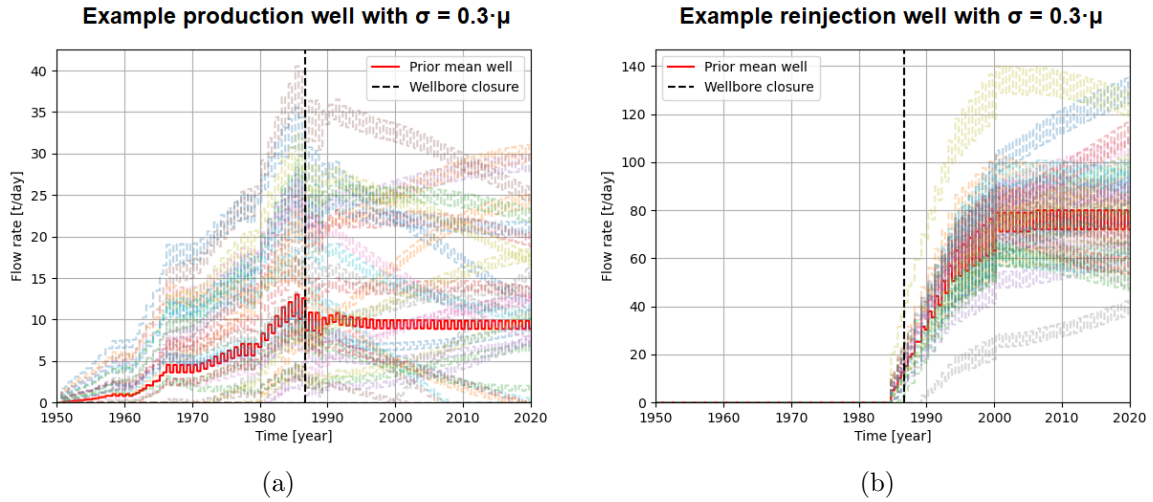 Example production well with σ = 0.3·μ
Flow rate [t/day]
40
35
30
25
20
15
10
5
0
Prior mean well
Wellbore closure
1950 1960 1970 1980 1990 2000 2010 2020
Time [year]
(a)
Example reinjection well with σ = 0.3·μ
Flow rate [t/day]
140
120
100
80
60
40
20
0
Prior mean well
Wellbore closure
1950 1960 1970 1980 1990 2000 2010 2020
Time [year]
(b)